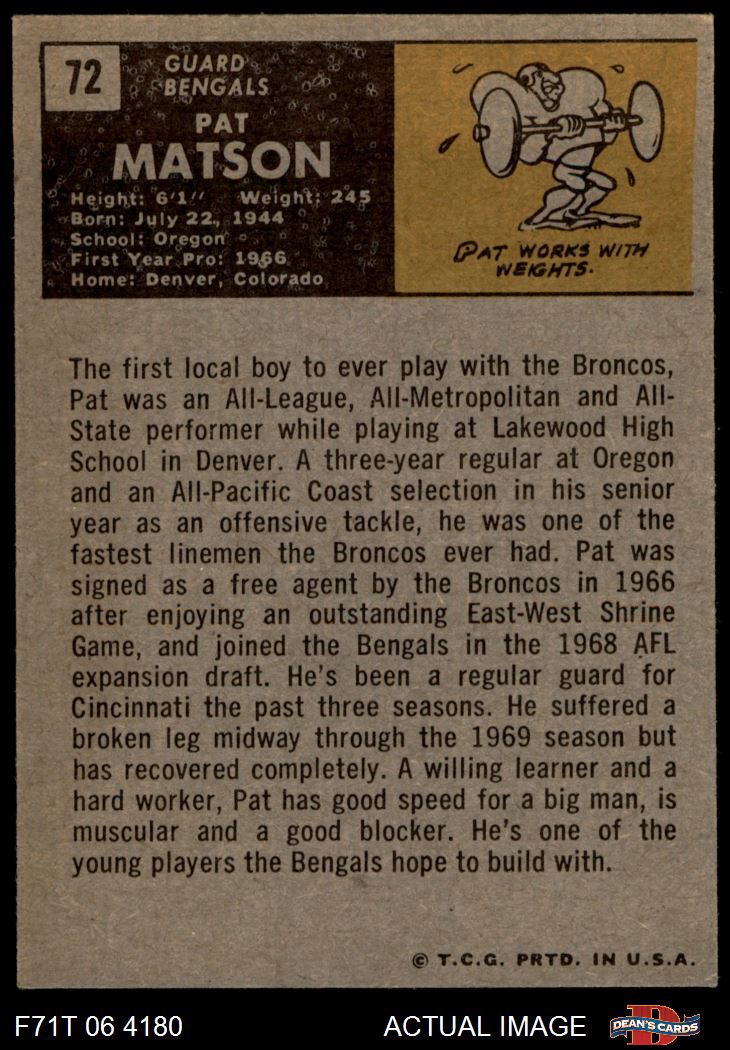 72
GUARD
BENGALS
PAT
MATSON
Height: 6'1" Weight: 245
Born: July 22, 1944
School: Oregon
First Year Pro: 1966
Home: Denver, Colorado
PAT WORKS WITH
WEIGHTS.
The first local boy to ever play with the Broncos,
Pat was an All-League, All-Metropolitan and All-
State performer while playing at Lakewood High
School in Denver. A three-year regular at Oregon
and an All-Pacific Coast selection in his senior
year as an offensive tackle, he was one of the
fastest linemen the Broncos ever had. Pat was
signed as a free agent by the Broncos in 1966
after enjoying an outstanding East-West Shrine
Game, and joined the Bengals in the 1968 AFL
expansion draft. He's been a regular guard for
Cincinnati the past three seasons. He suffered a
broken leg midway through the 1969 season but
has recovered completely. A willing learner and a
hard worker, Pat has good speed for a big man, is
muscular and a good blocker. He's one of the
young players the Bengals hope to build with.
© T.C.G. PRTD. IN U.S.A.
F71T 06 4180 ACTUAL IMAGE D DEAN'S CARDS